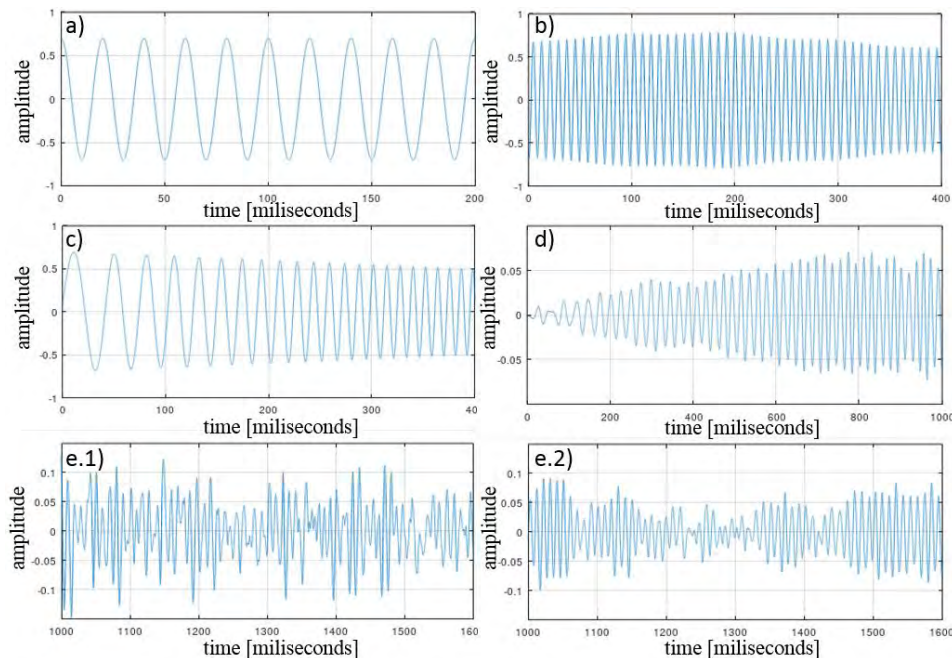 a)
1
0.5
0
-0.5
-1
amplitude
0 50 100 150 200
time [miliseconds]
b)
1
0.5
0
-0.5
-1
amplitude
0 100 200 300 400
time [miliseconds]
c)
1
0.5
0
-0.5
-1
amplitude
0 100 200 300 40
time [miliseconds]
d)
0.05
0
-0.05
amplitude
0 200 400 600 800 1000
time [miliseconds]
e.1)
0.1
0.05
0
-0.05
-0.1
amplitude
1000 1100 1200 1300 1400 1500 160
time [miliseconds]
e.2)
0.15
0.1
0.05
0
-0.05
-0.1
amplitude
1000 1100 1200 1300 1400 1500 1600
time [miliseconds]